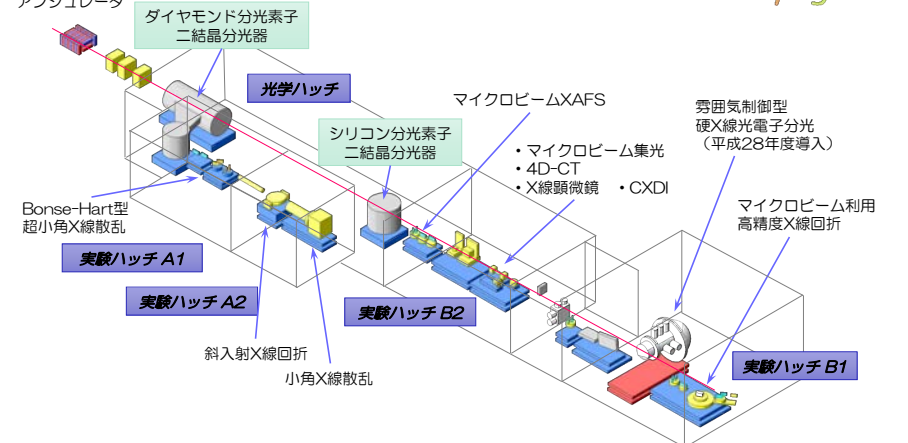 アンジュレータ
ダイヤモンド分光素子
二結晶分光器
光学ハッチ
マイクロビームXAFS
シリコン分光素子
二結晶分光器
・マイクロビーム集光
・4D-CT
・X線顕微鏡　・CXDI
雰囲気制御型
硬X線光電子分光
（平成28年度導入）
マイクロビーム利用
高精度X線回折
Bonse-Hart型
超小角X線散乱
実験ハッチ A1
実験ハッチ A2
実験ハッチ B2
斜入射X線回折
小角X線散乱
実験ハッチ B1